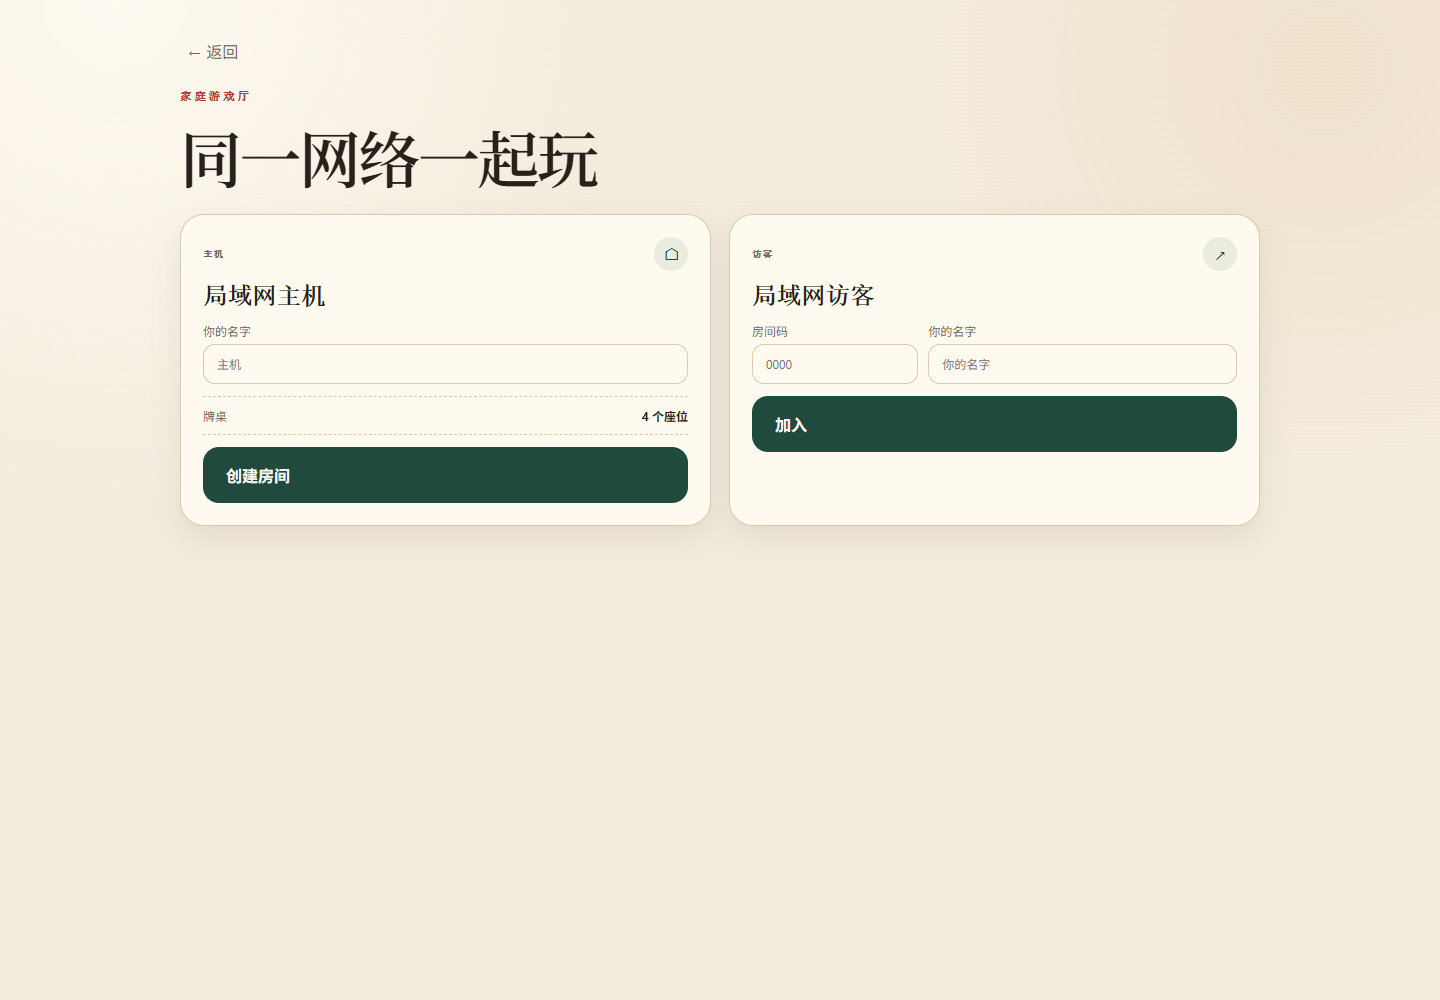 ← 返回
家庭游戏厅
同一网络一起玩
主机
局域网主机
你的名字
主机
牌桌 4 个座位
创建房间
访客
↗
局域网访客
房间码 你的名字
0000 你的名字
加入